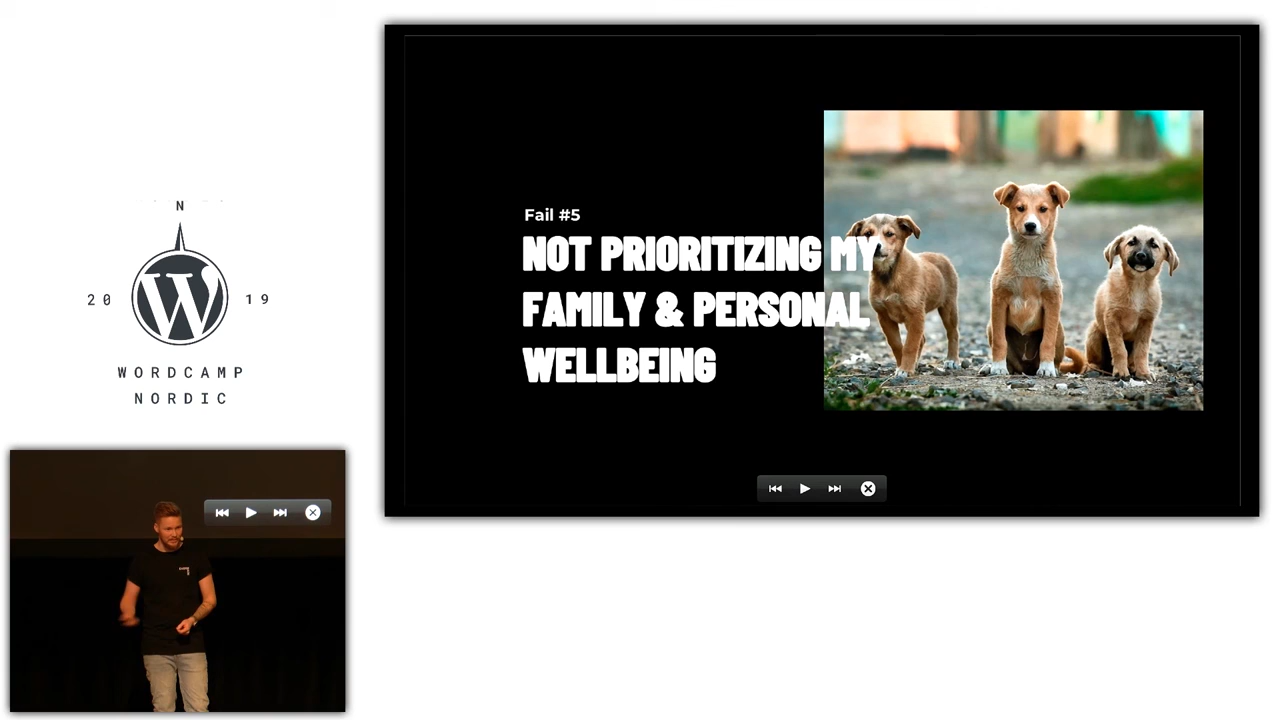 N
20 19
WORDCAMP
NORDIC
Fail #5
NOT PRIORITIZING MY
FAMILY & PERSONAL
WELLBEING